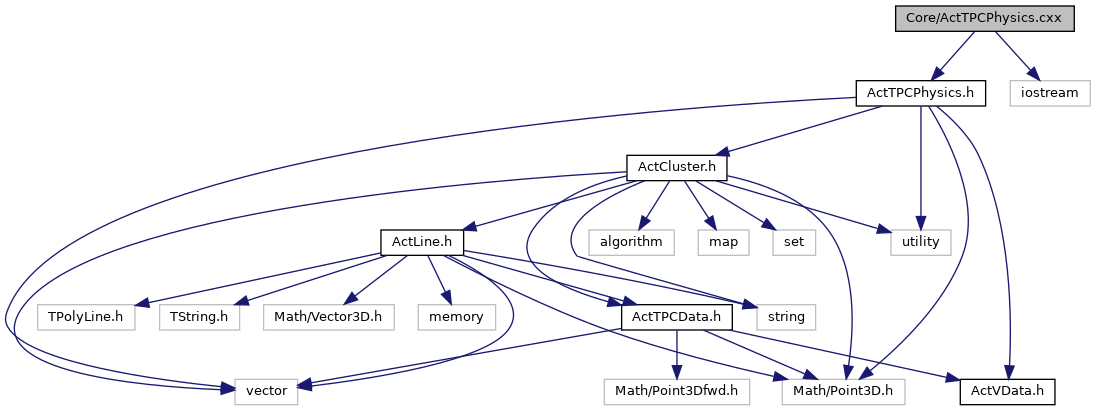 Core/ActTPCPhysics.cxx
ActTPCPhysics.h
iostream
ActCluster.h
ActLine.h
algorithm
map
set
utility
TPolyLine.h
TString.h
Math/Vector3D.h
memory
ActTPCData.h
string
vector
Math/Point3Dfwd.h
Math/Point3D.h
ActVData.h